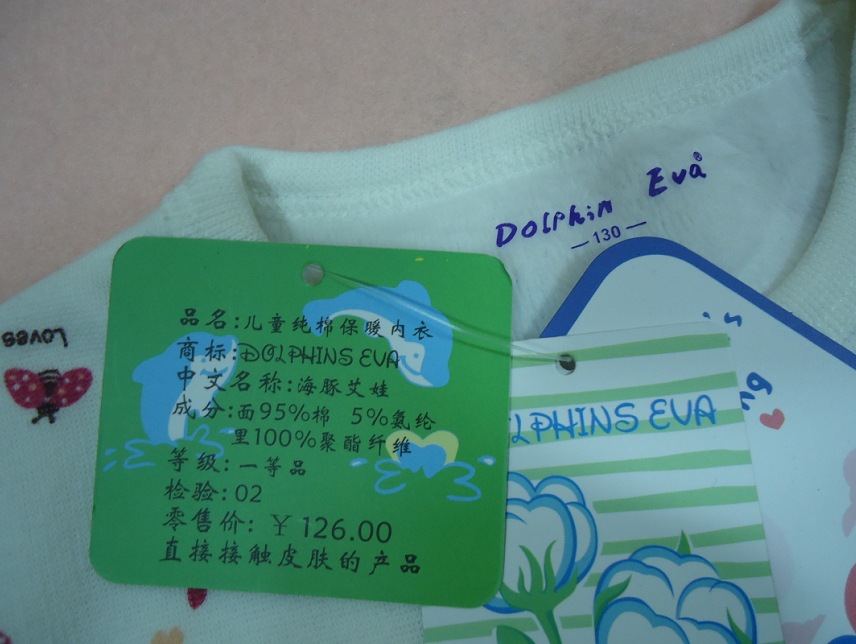 Dolphin Eva
—130—
品名:儿童纯棉保暖内衣
商标:DOLPHINS EVA
中文名称:海豚艾娃
成分:面95%棉 5%氨纶
里100%聚酯纤维
等级:一等品
检验:02
零售价:￥126.00
直接接触皮肤的产品
LPHINS EVA
Loves